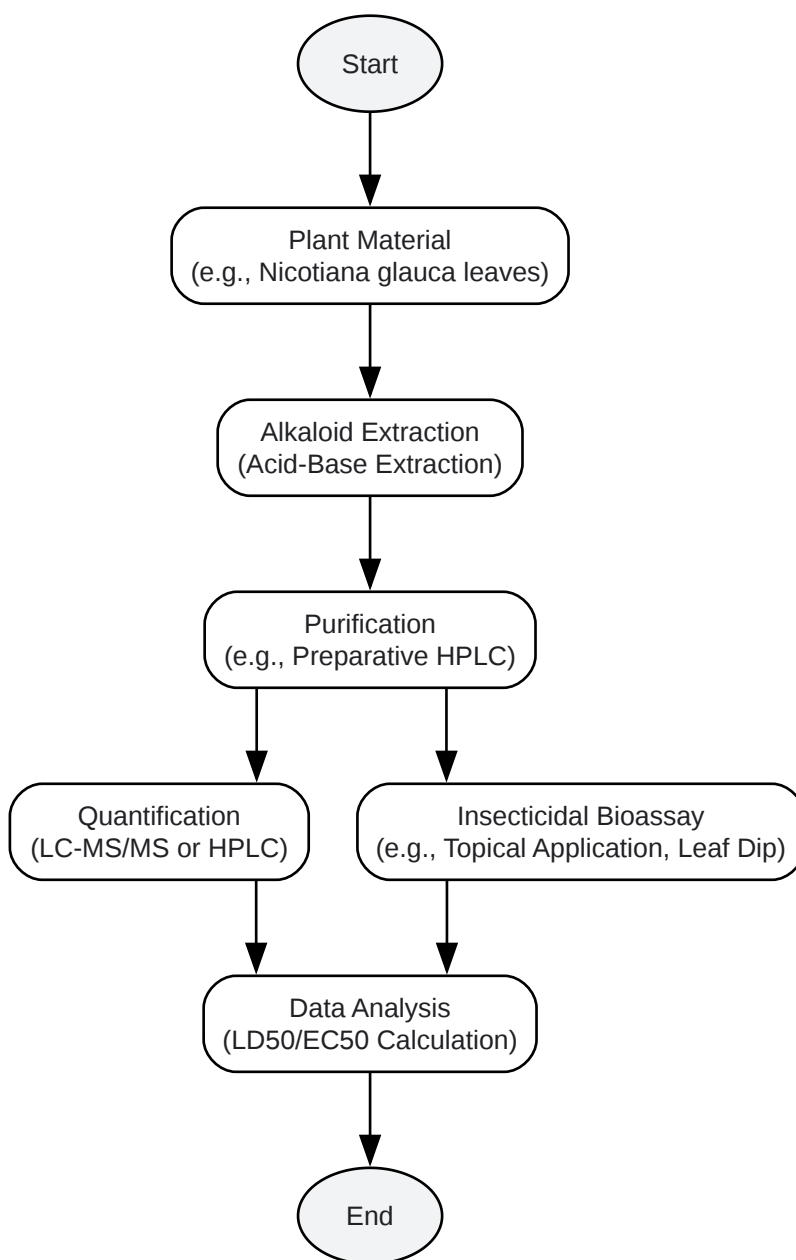 Start
Plant Material
(e.g., Nicotiana glauca leaves)
Alkaloid Extraction
(Acid-Base Extraction)
Purification
(e.g., Preparative HPLC)
Quantification
(LC-MS/MS or HPLC)
Insecticidal Bioassay
(e.g., Topical Application, Leaf Dip)
Data Analysis
(LD50/EC50 Calculation)
End